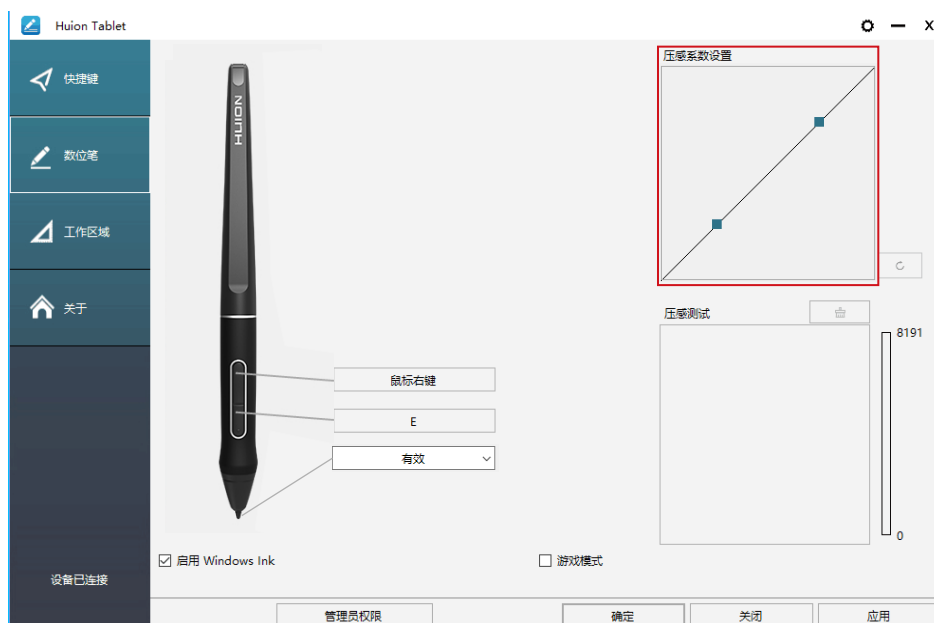 Huion Tablet
快捷键
数位笔
工作区域
关于
设备已连接
HUION
鼠标右键
E
有效
启用 Windows Ink
游戏模式
压感系数设置
压感测试
8191
0
管理员权限
确定
关闭
应用